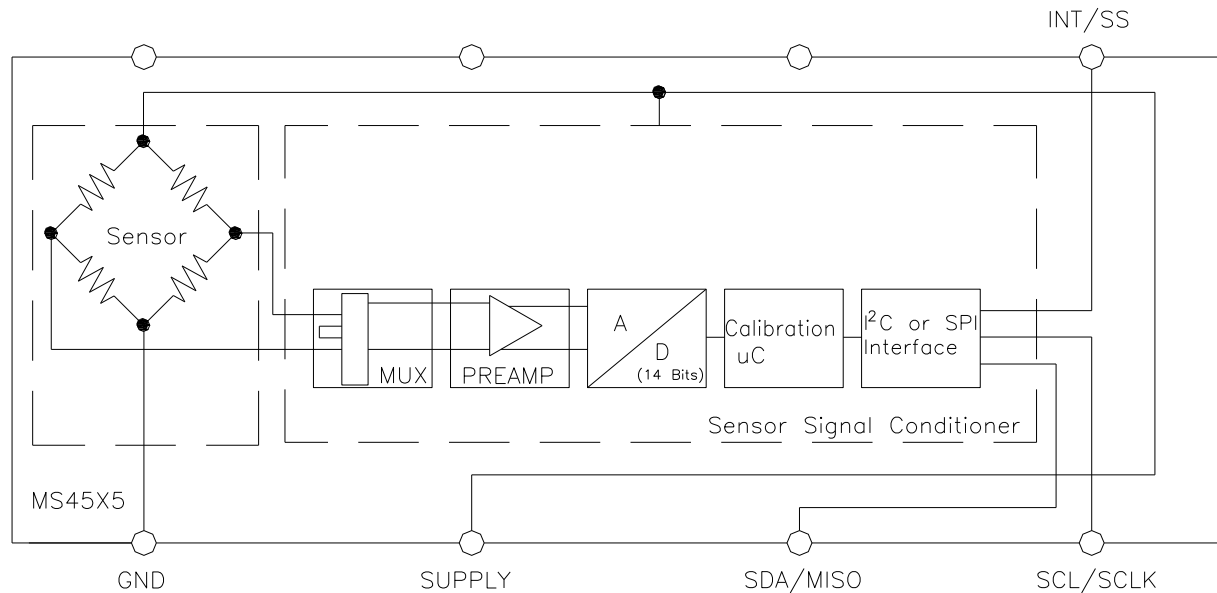 INT/SS
Sensor
MUX
PREAMP
A
D
(14 Bits)
Calibration
uC
I²C or SPI
Interface
Sensor Signal Conditioner
MS45X5
GND
SUPPLY
SDA/MISO
SCL/SCLK